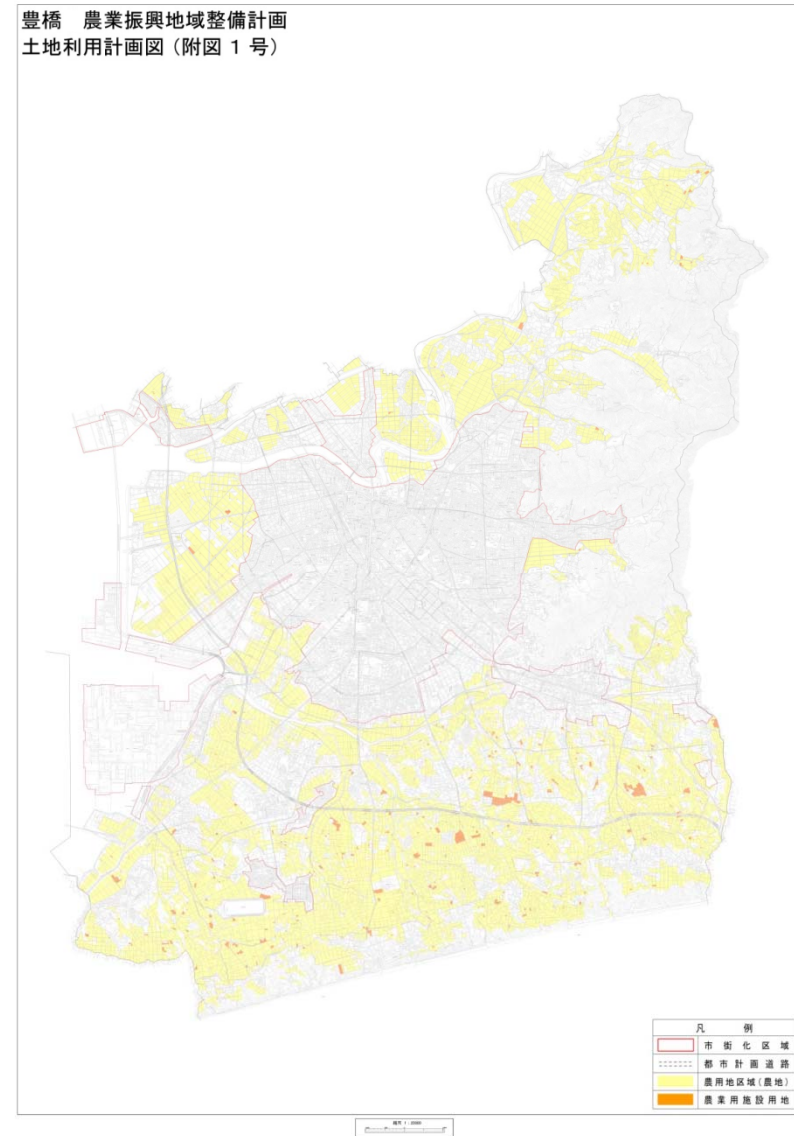 豊橋　農業振興地域整備計画
土地利用計画図（附図 1 号）
凡　例
市街化区域
都市計画道路
農用地区域（農地）
農業用施設用地